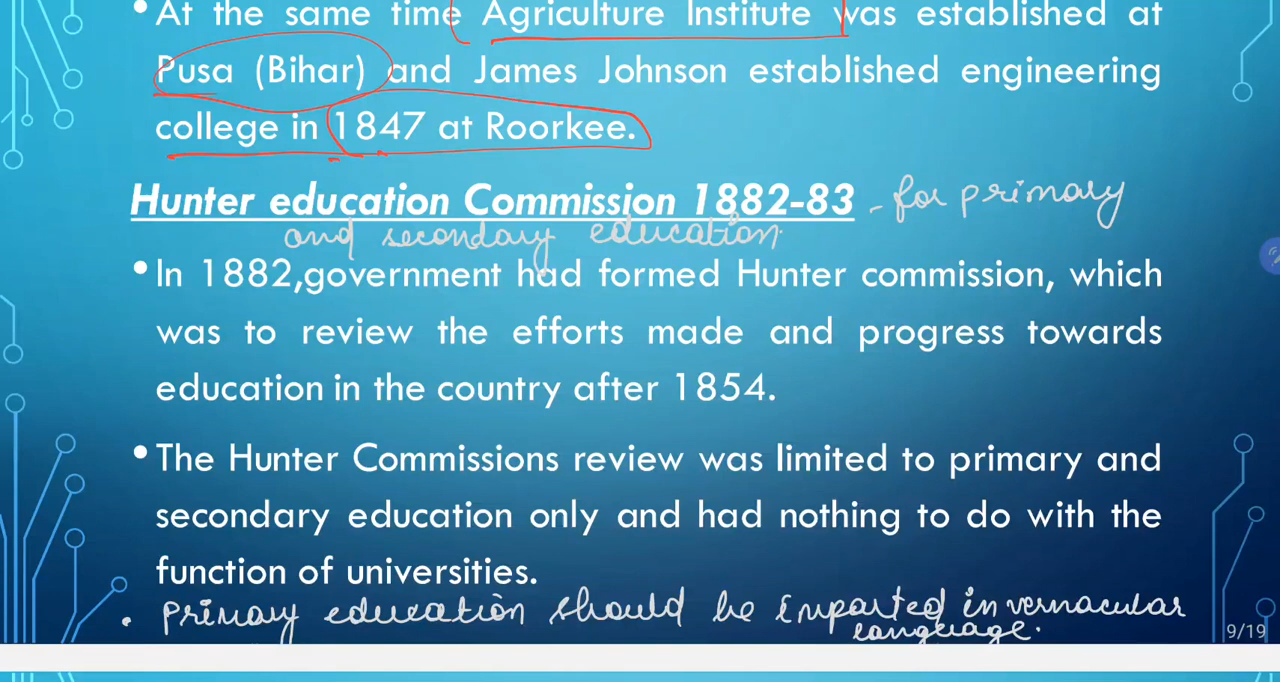 • At the same time Agriculture Institute was established at
Pusa (Bihar) and James Johnson established engineering
college in 1847 at Roorkee.
Hunter education Commission 1882-83 - for primary
and secondary education.
• In 1882,government had formed Hunter commission, which
was to review the efforts made and progress towards
education in the country after 1854.
• The Hunter Commissions review was limited to primary and
secondary education only and had nothing to do with the
function of universities.
• Primary education should be Imparted in vernacular
language.
9/19